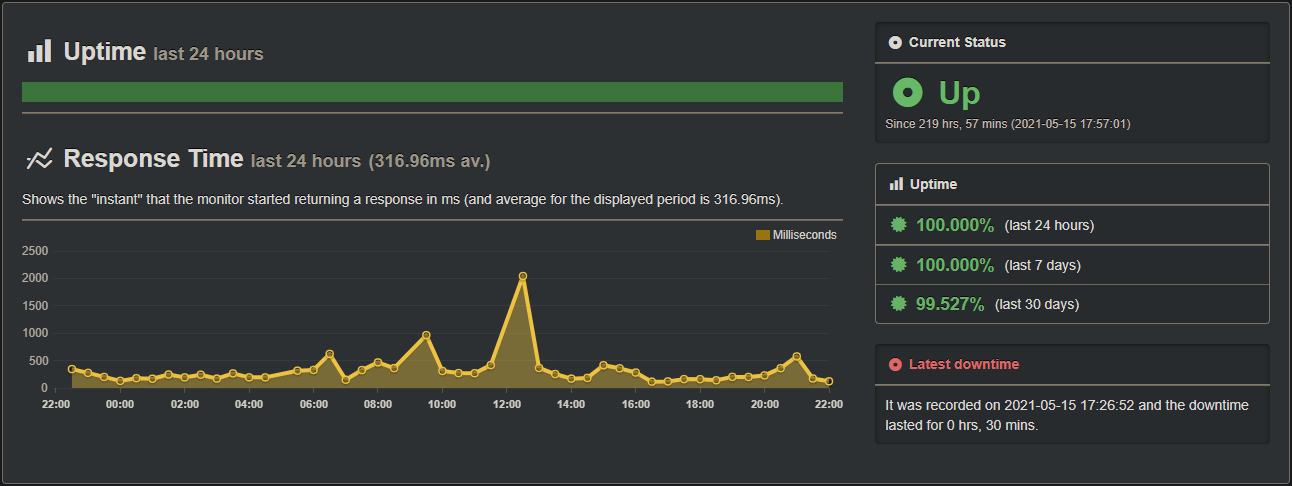 Uptime last 24 hours
Response Time last 24 hours (316.96ms av.)
Shows the "instant" that the monitor started returning a response in ms (and average for the displayed period is 316.96ms).
Milliseconds
2500
2000
1500
1000
500
0
22:00 00:00 02:00 04:00 06:00 08:00 10:00 12:00 14:00 16:00 18:00 20:00 22:00
Current Status
Up
Since 219 hrs, 57 mins (2021-05-15 17:57:01)
Uptime
100.000% (last 24 hours)
100.000% (last 7 days)
99.527% (last 30 days)
Latest downtime
It was recorded on 2021-05-15 17:26:52 and the downtime
lasted for 0 hrs, 30 mins.